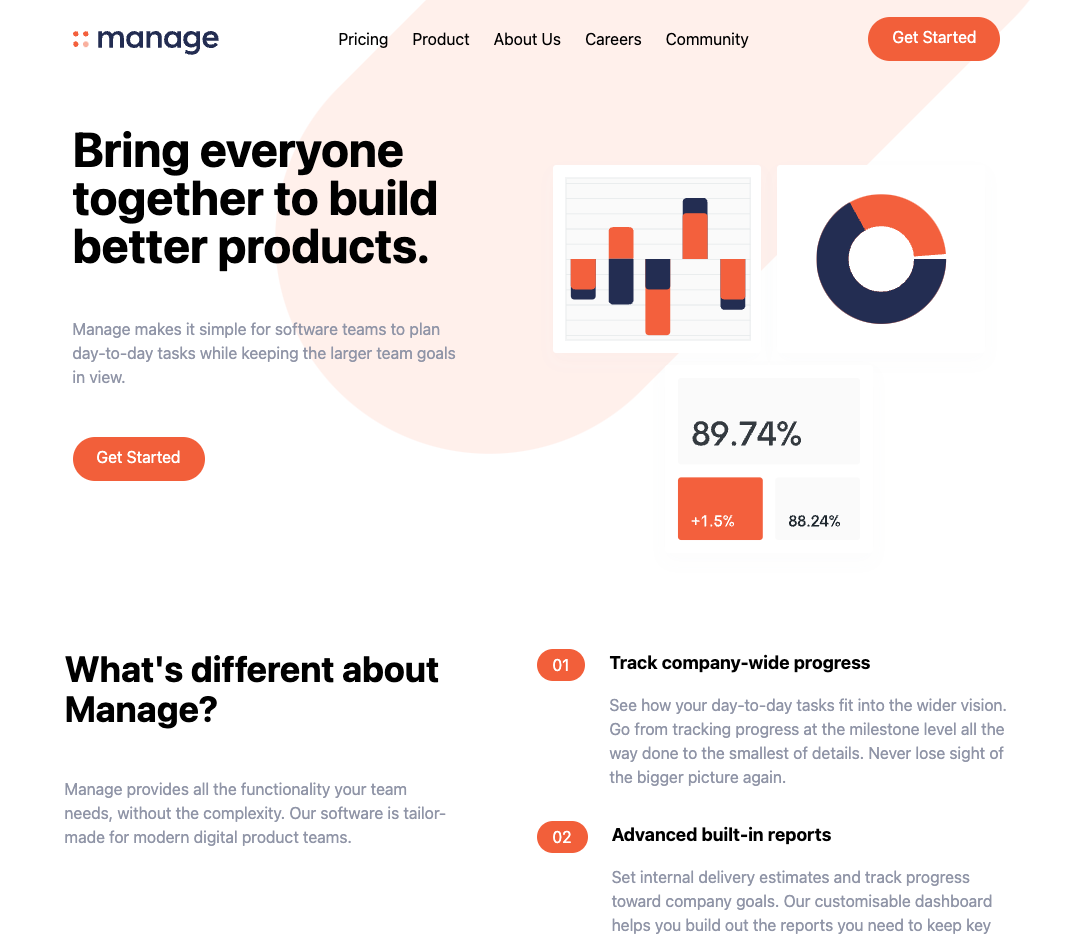 manage
Pricing Product About Us Careers Community
Get Started
Bring everyone
together to build
better products.
Manage makes it simple for software teams to plan
day-to-day tasks while keeping the larger team goals
in view.
Get Started
89.74%
+1.5%
88.24%
What's different about
Manage?
Manage provides all the functionality your team
needs, without the complexity. Our software is tailor-
made for modern digital product teams.
01
Track company-wide progress
See how your day-to-day tasks fit into the wider vision.
Go from tracking progress at the milestone level all the
way done to the smallest of details. Never lose sight of
the bigger picture again.
02
Advanced built-in reports
Set internal delivery estimates and track progress
toward company goals. Our customisable dashboard
helps you build out the reports you need to keep key